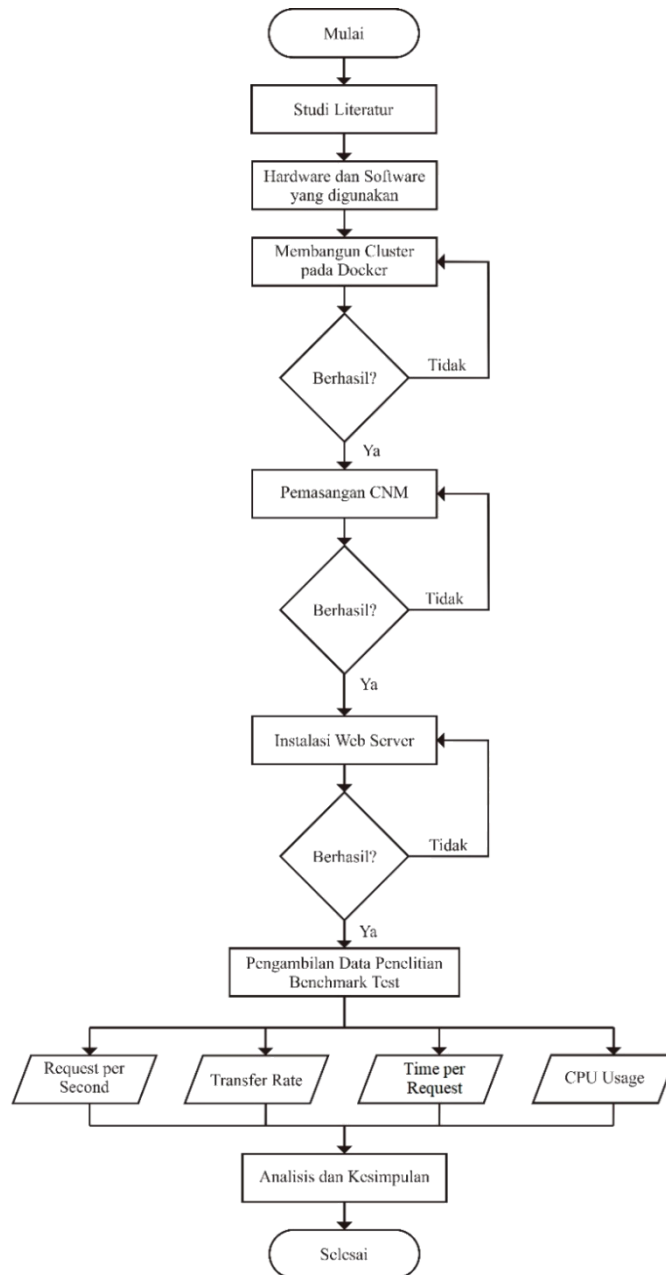 Mulai
Studi Literatur
Hardware dan Software
yang digunakan
Membangun Cluster
pada Docker
Berhasil?
Tidak
Ya
Pemasangan CNM
Berhasil?
Tidak
Ya
Instalasi Web Server
Berhasil?
Tidak
Ya
Pengambilan Data Penelitian
Benchmark Test
Request per
Second
Transfer Rate
Time per
Request
CPU Usage
Analisis dan Kesimpulan
Selesai